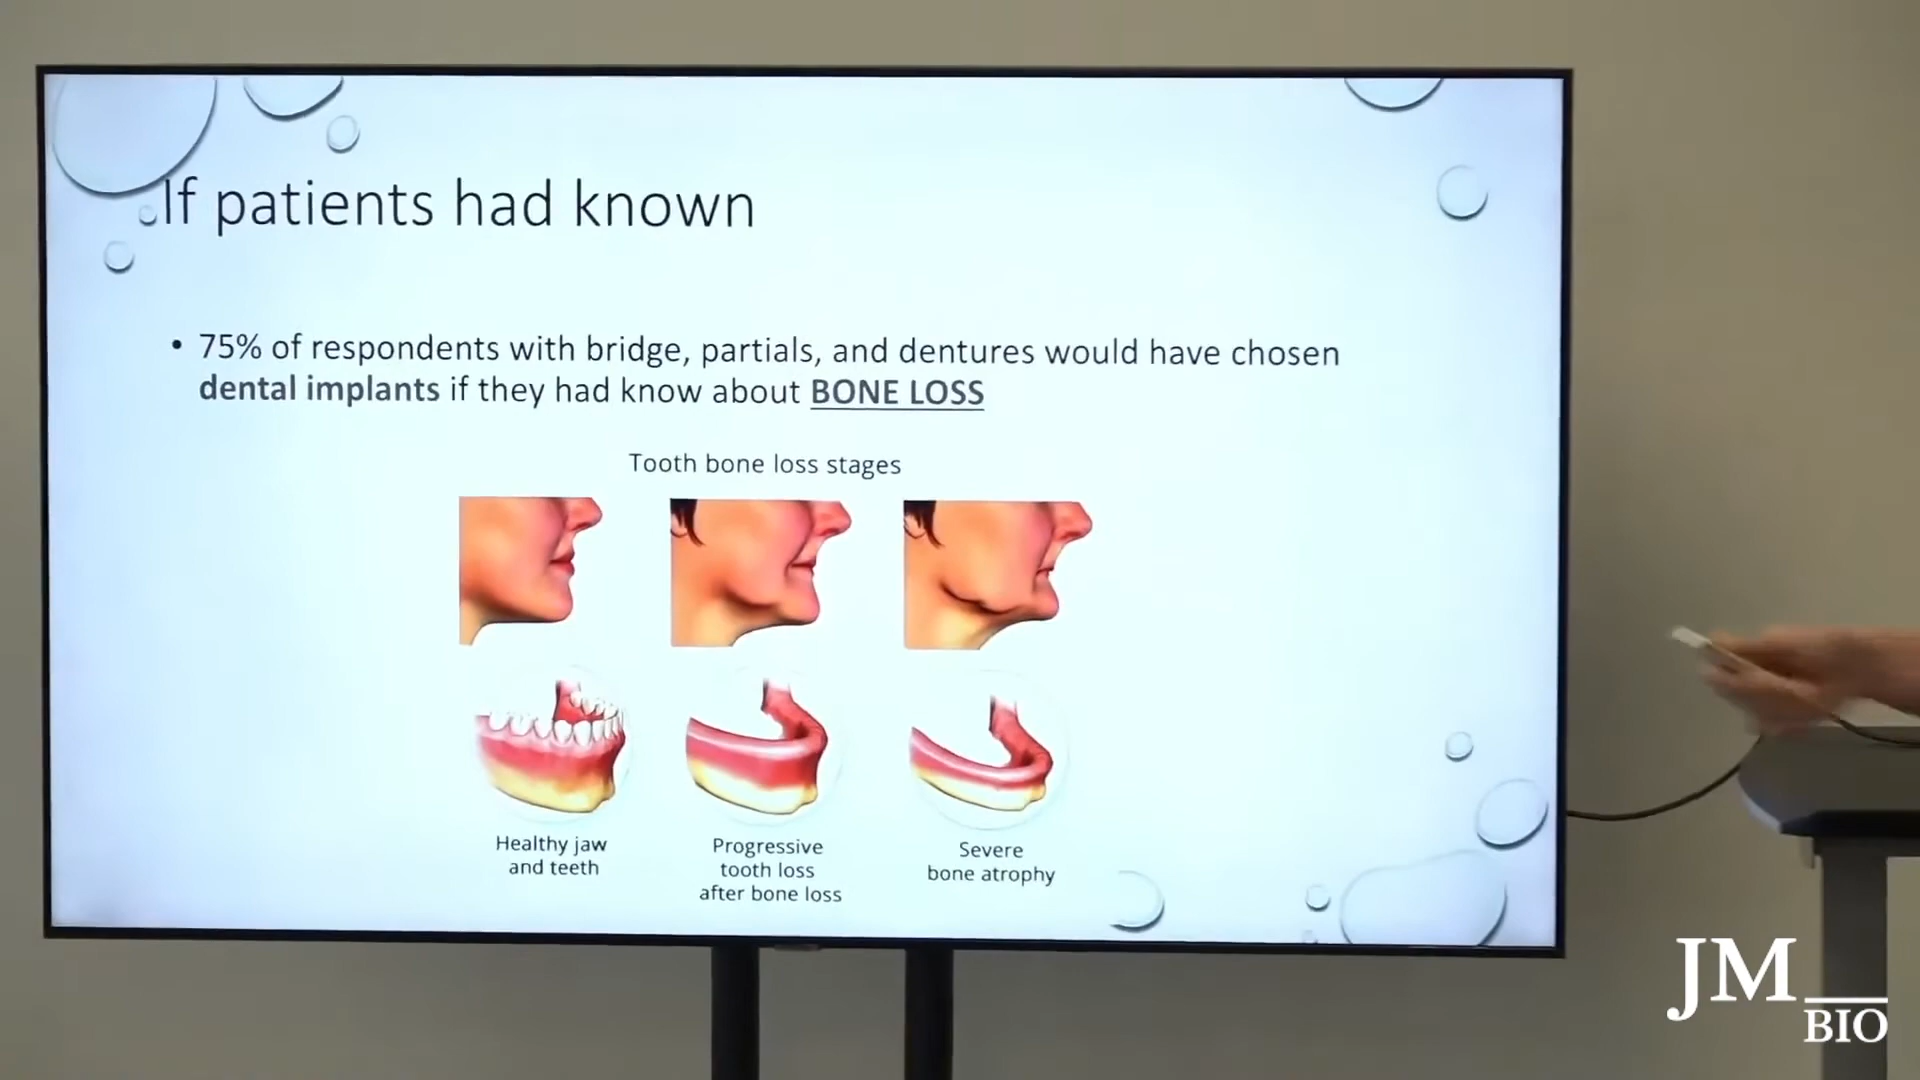 If patients had known
• 75% of respondents with bridge, partials, and dentures would have chosen
dental implants if they had know about BONE LOSS
Tooth bone loss stages
Healthy jaw
and teeth
Progressive
tooth loss
after bone loss
Severe
bone atrophy
JM
BIO